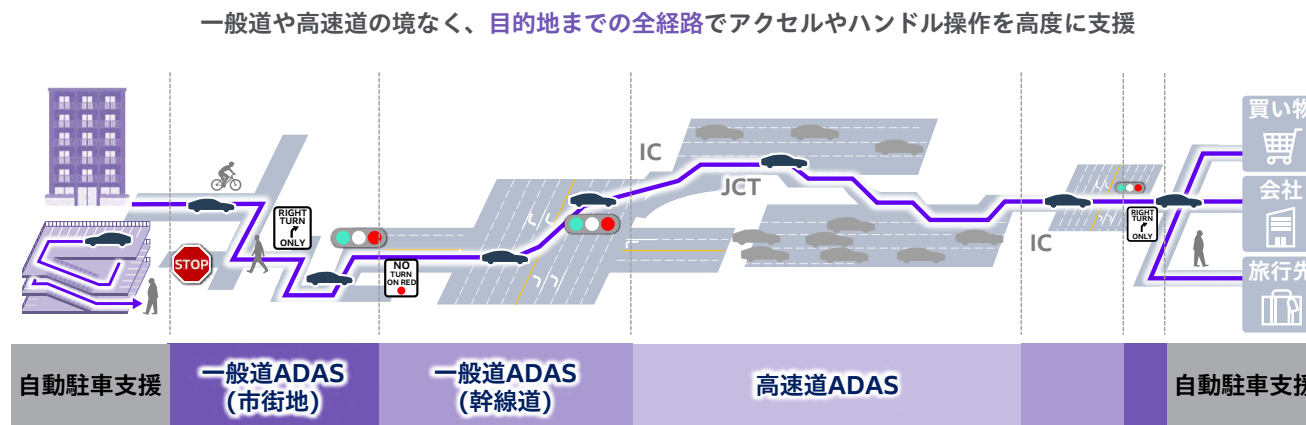 一般道や高速道の境なく、目的地までの全経路でアクセルやハンドル操作を高度に支援
買い物
会社
旅行先
IC
JCT
IC
RIGHT
TURN
ONLY
STOP
NO
TURN
ON RED
RIGHT
TURN
ONLY
自動駐車支援
一般道ADAS
(市街地)
一般道ADAS
(幹線道)
高速道ADAS
自動駐車支援